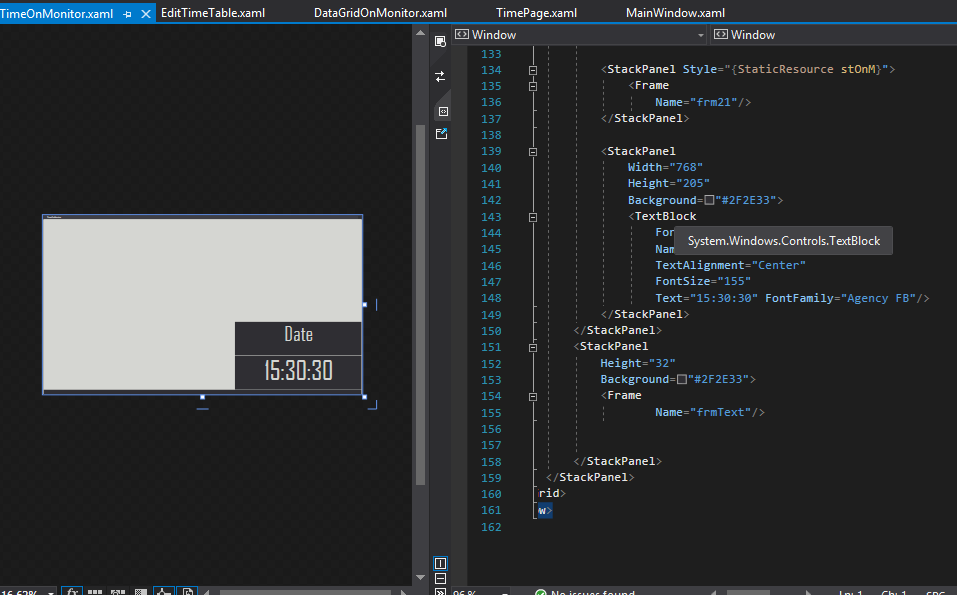 TimeOnMonitor.xaml EditTimeTable.xaml DataGridOnMonitor.xaml TimePage.xaml MainWindow.xaml
Window Window
133
134 <StackPanel Style="{StaticResource stOnM}">
135 <Frame
136 Name="frm21"/>
137 </StackPanel>
138
139 <StackPanel
140 Width="768"
141 Height="205"
142 Background="#2F2E33">
143 <TextBlock
144 For
System.Windows.Controls.TextBlock
145 Nam
146 TextAlignment="Center"
147 FontSize="155"
148 Text="15:30:30" FontFamily="Agency FB"/>
149 </StackPanel>
150 </StackPanel>
151 <StackPanel
152 Height="32"
153 Background="#2F2E33">
154 <Frame
155 Name="frmText"/>
156
157
158 </StackPanel>
159 </StackPanel>
160 rid>
161 w>
162
Date
15:30:30
16.62% fx
96 % No issues found Ln: 1 Ch: 1 SPC